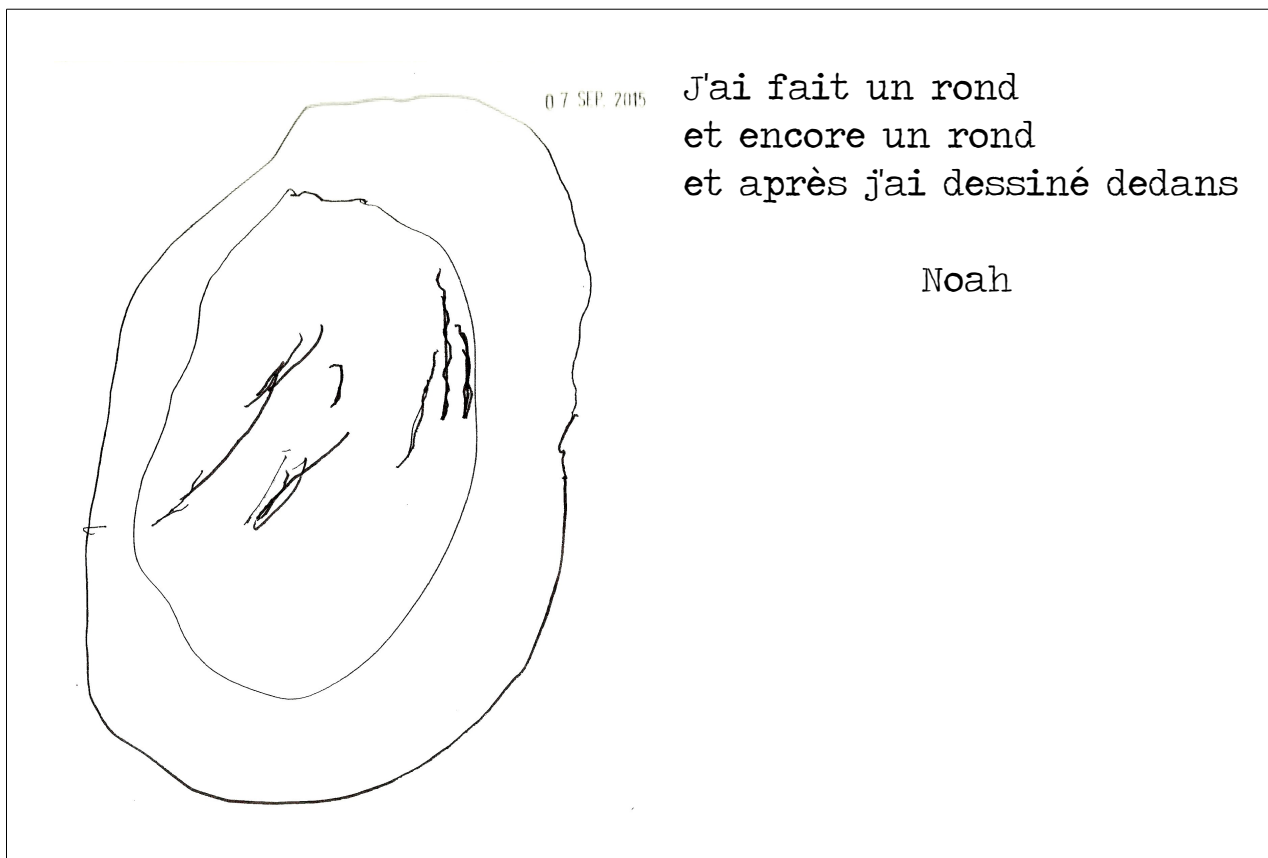 07 SEP. 2015
J'ai fait un rond
et encore un rond
et après j'ai dessiné dedans
Noah